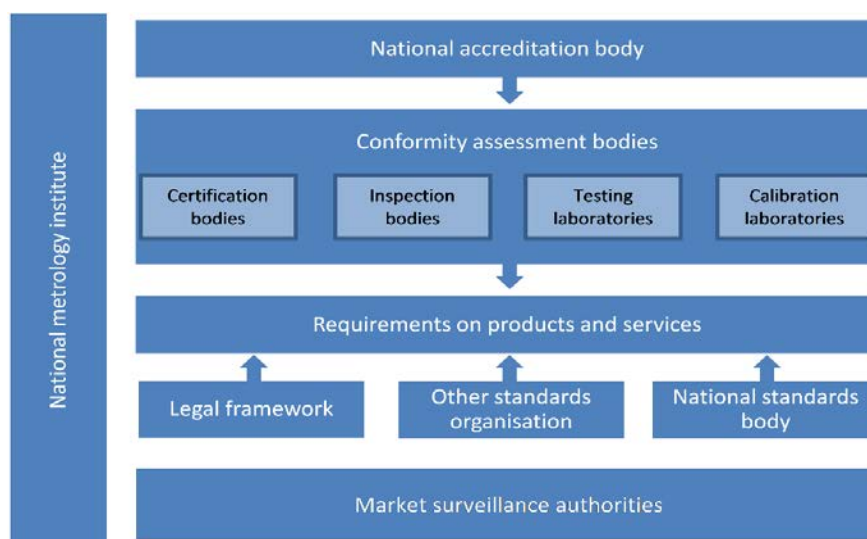 National metrology institute
National accreditation body
Conformity assessment bodies
Certification
bodies
Inspection
bodies
Testing
laboratories
Calibration
laboratories
Requirements on products and services
Legal framework
Other standards
organisation
National standards
body
Market surveillance authorities